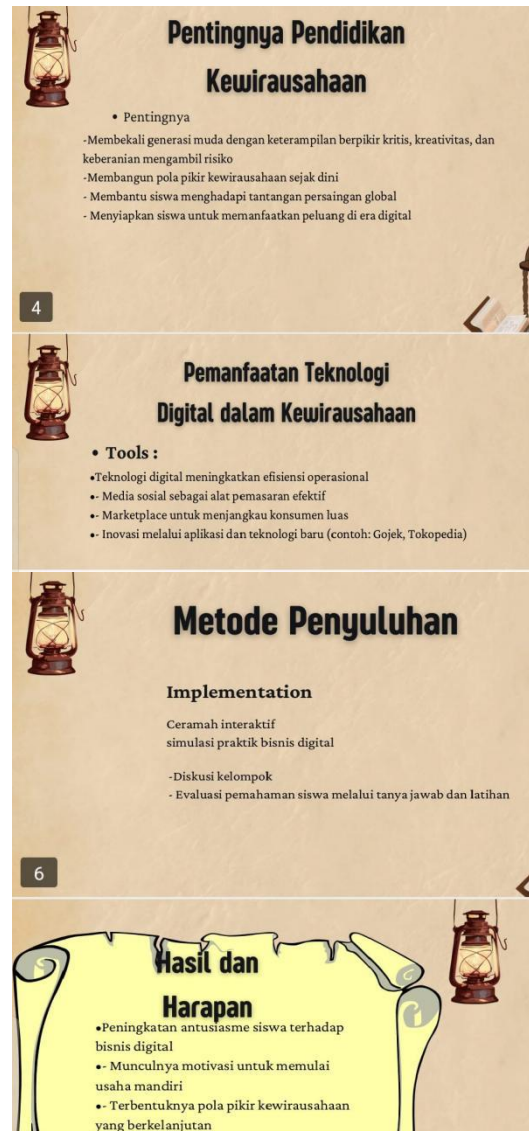 Pentingnya Pendidikan
Kewirausahaan
• Pentingnya
-Membekali generasi muda dengan keterampilan berpikir kritis, kreativitas, dan
keberanian mengambil risiko
-Membangun pola pikir kewirausahaan sejak dini
- Membantu siswa menghadapi tantangan persaingan global
- Menyiapkan siswa untuk memanfaatkan peluang di era digital
4
Pemanfaatan Teknologi
Digital dalam Kewirausahaan
• Tools :
•Teknologi digital meningkatkan efisiensi operasional
•- Media sosial sebagai alat pemasaran efektif
•- Marketplace untuk menjangkau konsumen luas
•- Inovasi melalui aplikasi dan teknologi baru (contoh: Gojek, Tokopedia)
Metode Penyuluhan
Implementation
Ceramah interaktif
simulasi praktik bisnis digital
-Diskusi kelompok
- Evaluasi pemahaman siswa melalui tanya jawab dan latihan
6
Hasil dan
Harapan
•Peningkatan antusiasme siswa terhadap
bisnis digital
•- Munculnya motivasi untuk memulai
usaha mandiri
•- Terbentuknya pola pikir kewirausahaan
yang berkelanjutan